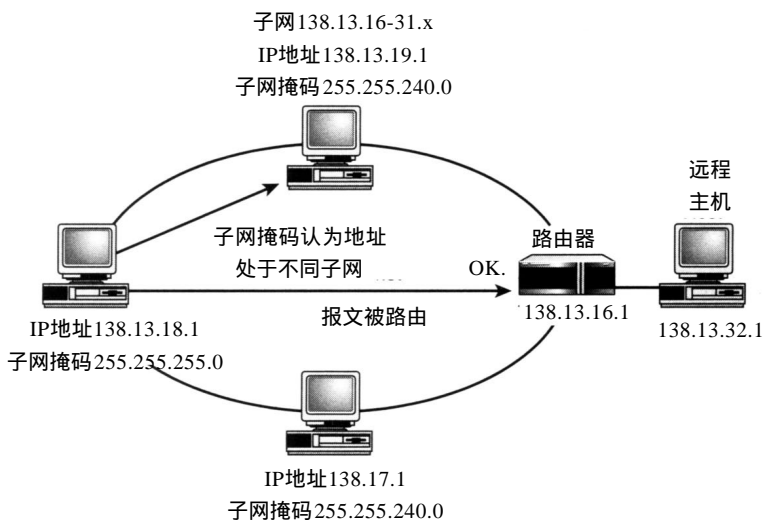 子网138.13.16-31.x
IP地址138.13.19.1
子网掩码255.255.240.0
远程
主机
子网掩码认为地址
处于不同子网
路由器
OK.
报文被路由
138.13.16.1
138.13.32.1
IP地址138.13.18.1
子网掩码255.255.255.0
IP地址138.17.1
子网掩码255.255.240.0